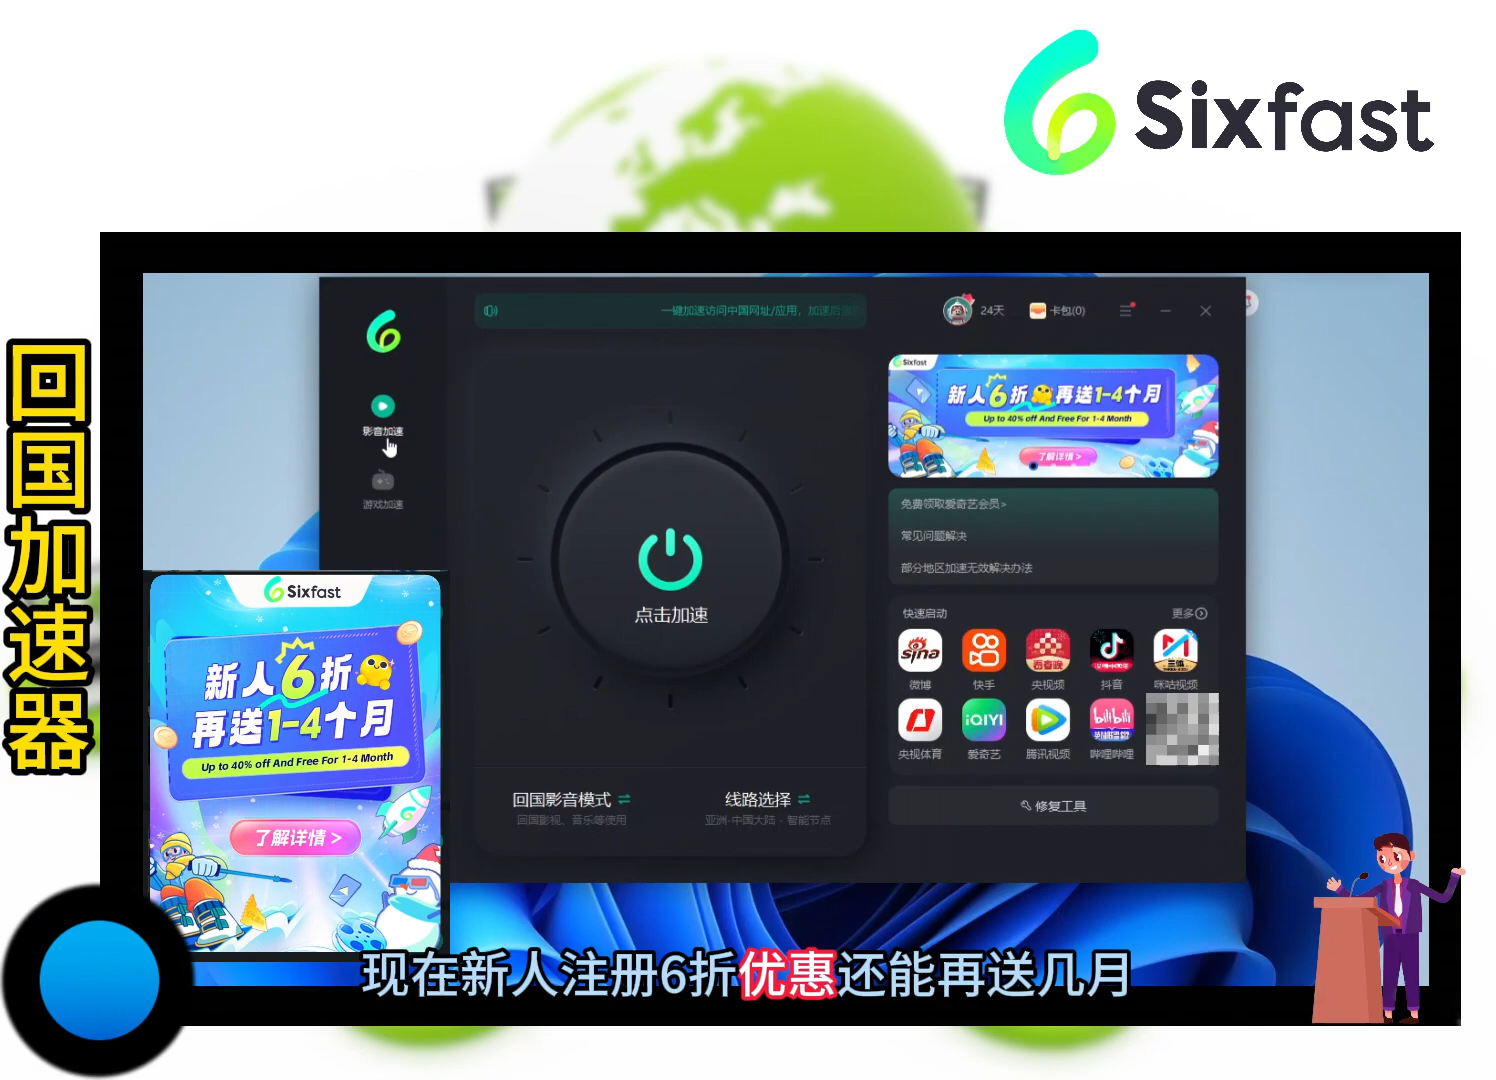 Sixfast
回国加速器
一键加速访问中国网址/应用，加速后
24天
卡包(0)
影音加速
游戏加速
点击加速
回国影音模式
回国影视、音乐等使用
线路选择
亚洲-中国大陆 - 智能节点
Sixfast
新人6折再送1-4个月
Up to 40% off And Free For 1-4 Month
了解详情 >
免费领取爱奇艺会员>
常见问题解决
部分地区加速无效解决办法
快速启动
更多
sina
微博
快手
央视频
抖音
咪咕视频
央视体育
iQIYI
爱奇艺
腾讯视频
bilibili
哔哩哔哩
修复工具
Sixfast
新人6折
再送1-4个月
Up to 40% off And Free For 1-4 Month
了解详情 >
现在新人注册6折优惠还能再送几月